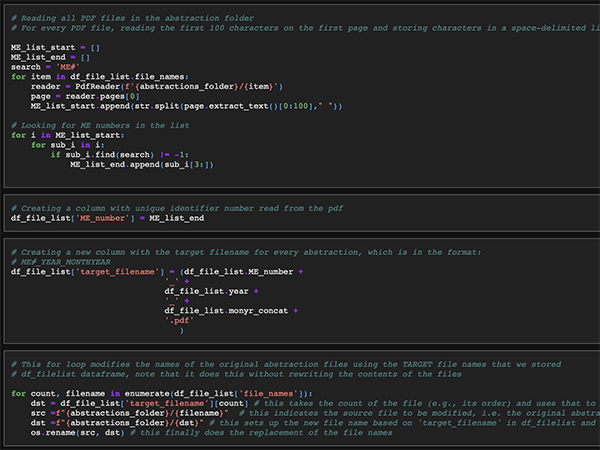 # Reading all PDF files in the abstraction folder
# For every PDF file, reading the first 100 characters on the first page and storing characters in a space-delimited li
ME_list_start = []
ME_list_end = []
search = 'ME#'
for item in df_file_list.file_names:
    reader = PdfReader(f'{abstractions_folder}/{item}')
    page = reader.pages[0]
    ME_list_start.append(str.split(page.extract_text()[0:100]," "))
# Looking for ME numbers in the list
for i in ME_list_start:
    for sub_i in i:
        if sub_i.find(search) != -1:
            ME_list_end.append(sub_i[3:])
# Creating a column with unique identifier number read from the pdf
df_file_list['ME_number'] = ME_list_end
# Creating a new column with the target filename for every abstraction, which is in the format:
# ME#_YEAR_MONTHYEAR
df_file_list['target_filename'] = (df_file_list.ME_number +
                                   '_' +
                                   df_file_list.year +
                                   '_' +
                                   df_file_list.monyr_concat +
                                   '.pdf'
                                      )
# This for loop modifies the names of the original abstraction files using the TARGET file names that we stored
# df_filelist dataframe, note that it does this without rewriting the contents of the files
for count, filename in enumerate(df_file_list['file_names']):
    dst = df_file_list['target_filename'][count] # this takes the count of the file (e.g., its order) and uses that to
    src =f"{abstractions_folder}/{filename}"  # this indicates the source file to be modified, i.e. the original abstra
    dst =f"{abstractions_folder}/{dst}" # this sets up the new file name based on 'target_filename' in df_filelist and
    os.rename(src, dst) # this finally does the replacement of the file names